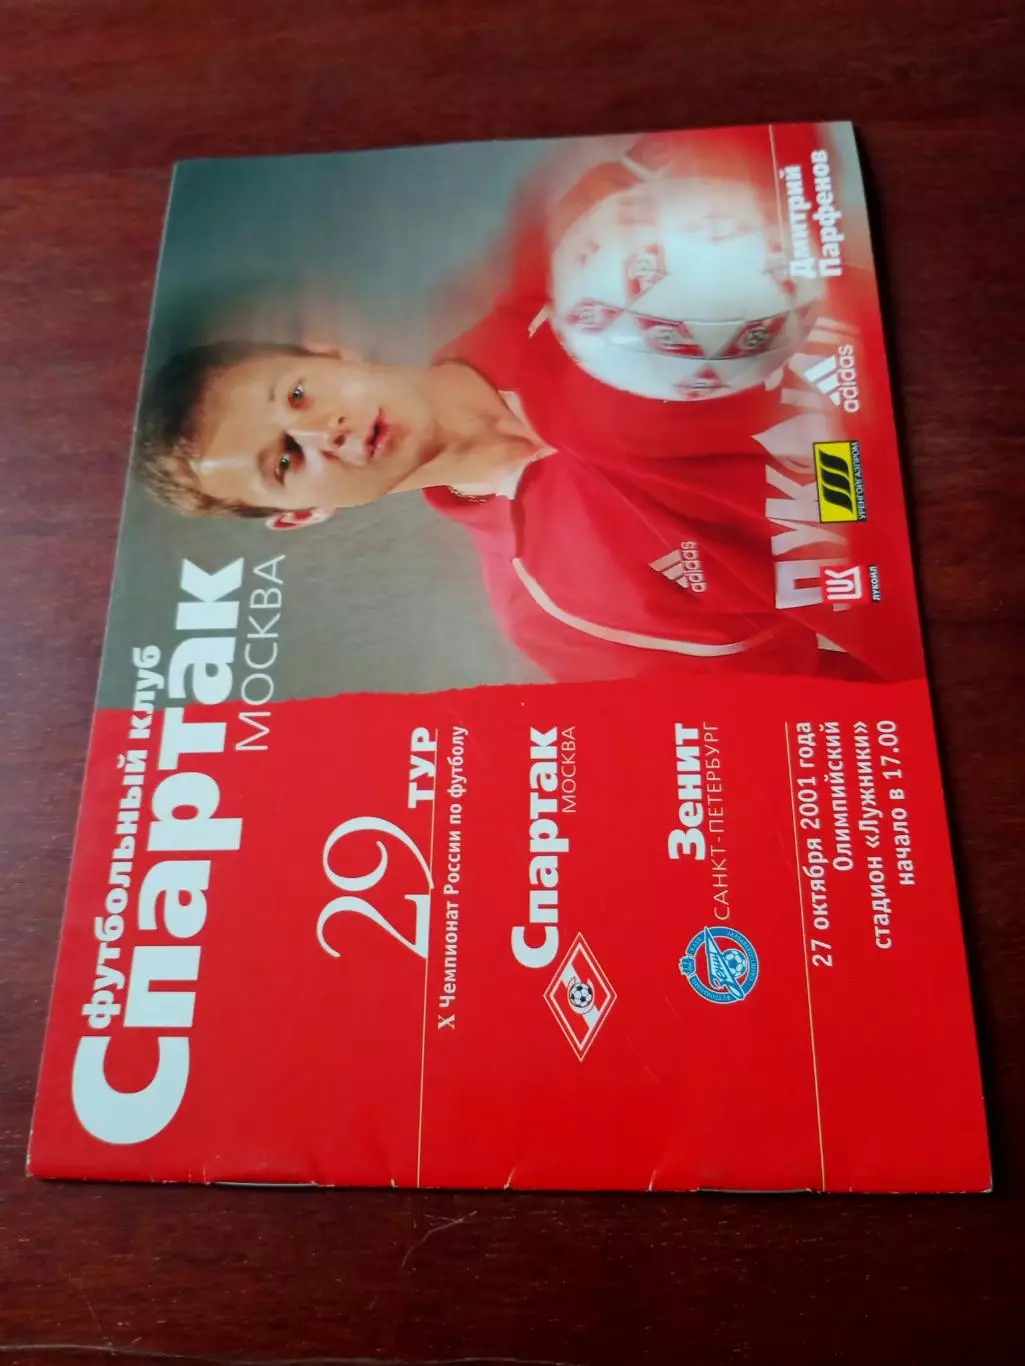 Футбольный клуб
Спартак
МОСКВА
29
ТУР
X Чемпионат России по футболу
Спартак
МОСКВА
Зенит
САНКТ-ПЕТЕРБУРГ
27 октября 2001 года
Олимпийский
стадион «Лужники»
начало в 17.00
Дмитрий
Парфенов
adidas
УРЕНГОЙГАЗПРОМ
ЛУКОЙЛ
adidas